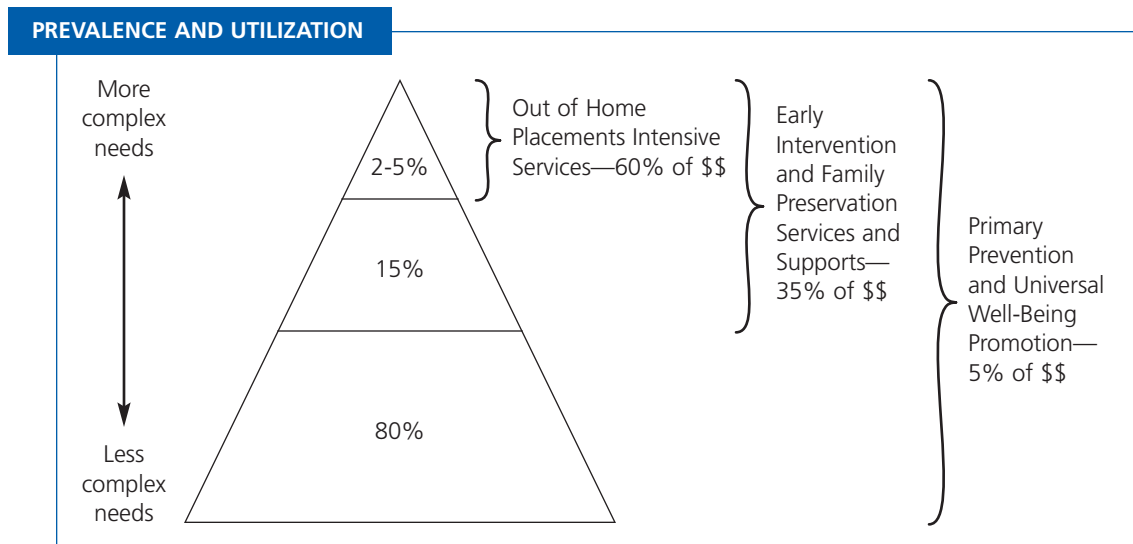 PREVALENCE AND UTILIZATION
More
complex
needs
Less
complex
needs
2-5%
15%
80%
Out of Home
Placements Intensive
Services—60% of $$
Early
Intervention
and Family
Preservation
Services and
Supports—
35% of $$
Primary
Prevention
and Universal
Well-Being
Promotion—
5% of $$